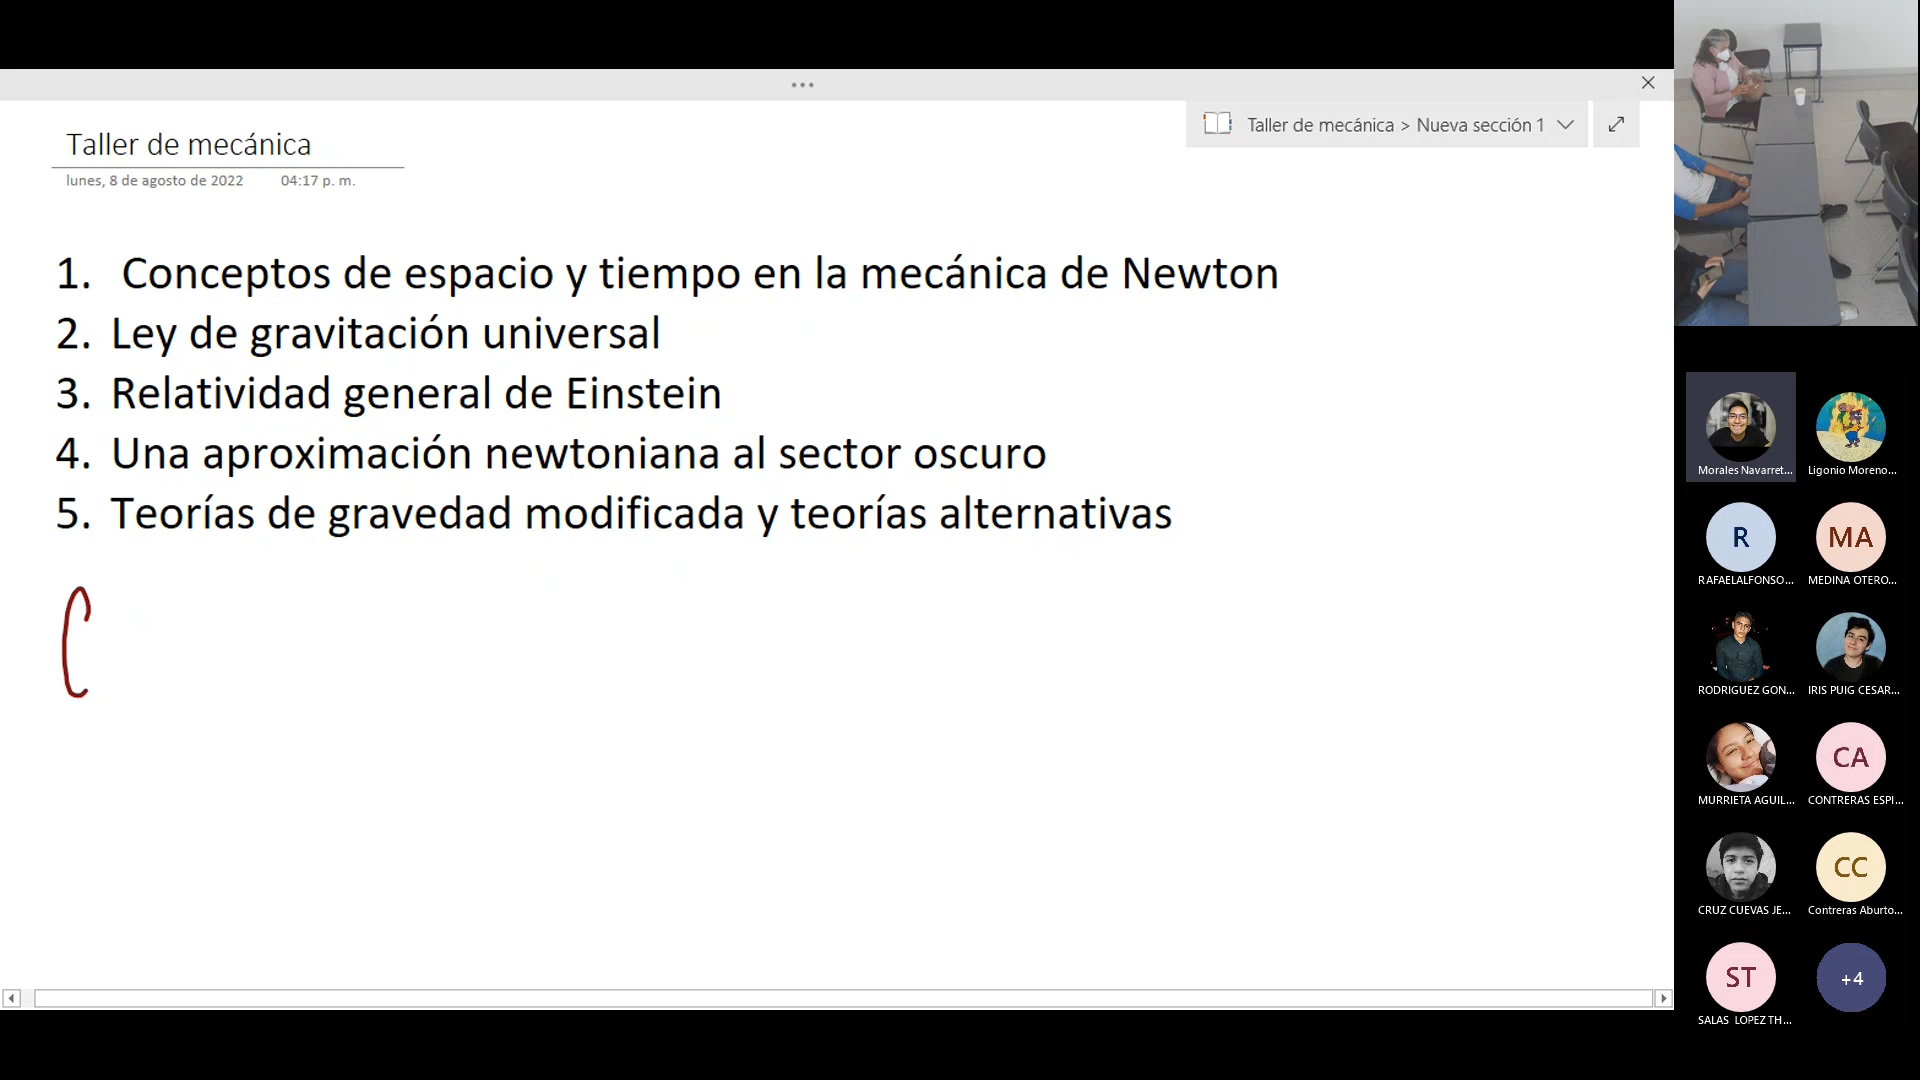 Taller de mecánica > Nueva sección 1
Taller de mecánica
lunes, 8 de agosto de 2022 04:17 p. m.
1. Conceptos de espacio y tiempo en la mecánica de Newton
2. Ley de gravitación universal
3. Relatividad general de Einstein
4. Una aproximación newtoniana al sector oscuro
5. Teorías de gravedad modificada y teorías alternativas
Morales Navarret...
Ligonio Moreno...
R
RAFAELALFONSO...
MA
MEDINA OTERO...
RODRIGUEZ GON...
IRIS PUIG CESAR...
MURRIETA AGUIL...
CA
CONTRERAS ESPI...
CRUZ CUEVAS JE...
CC
Contreras Aburto...
ST
SALAS LOPEZ TH...
+4